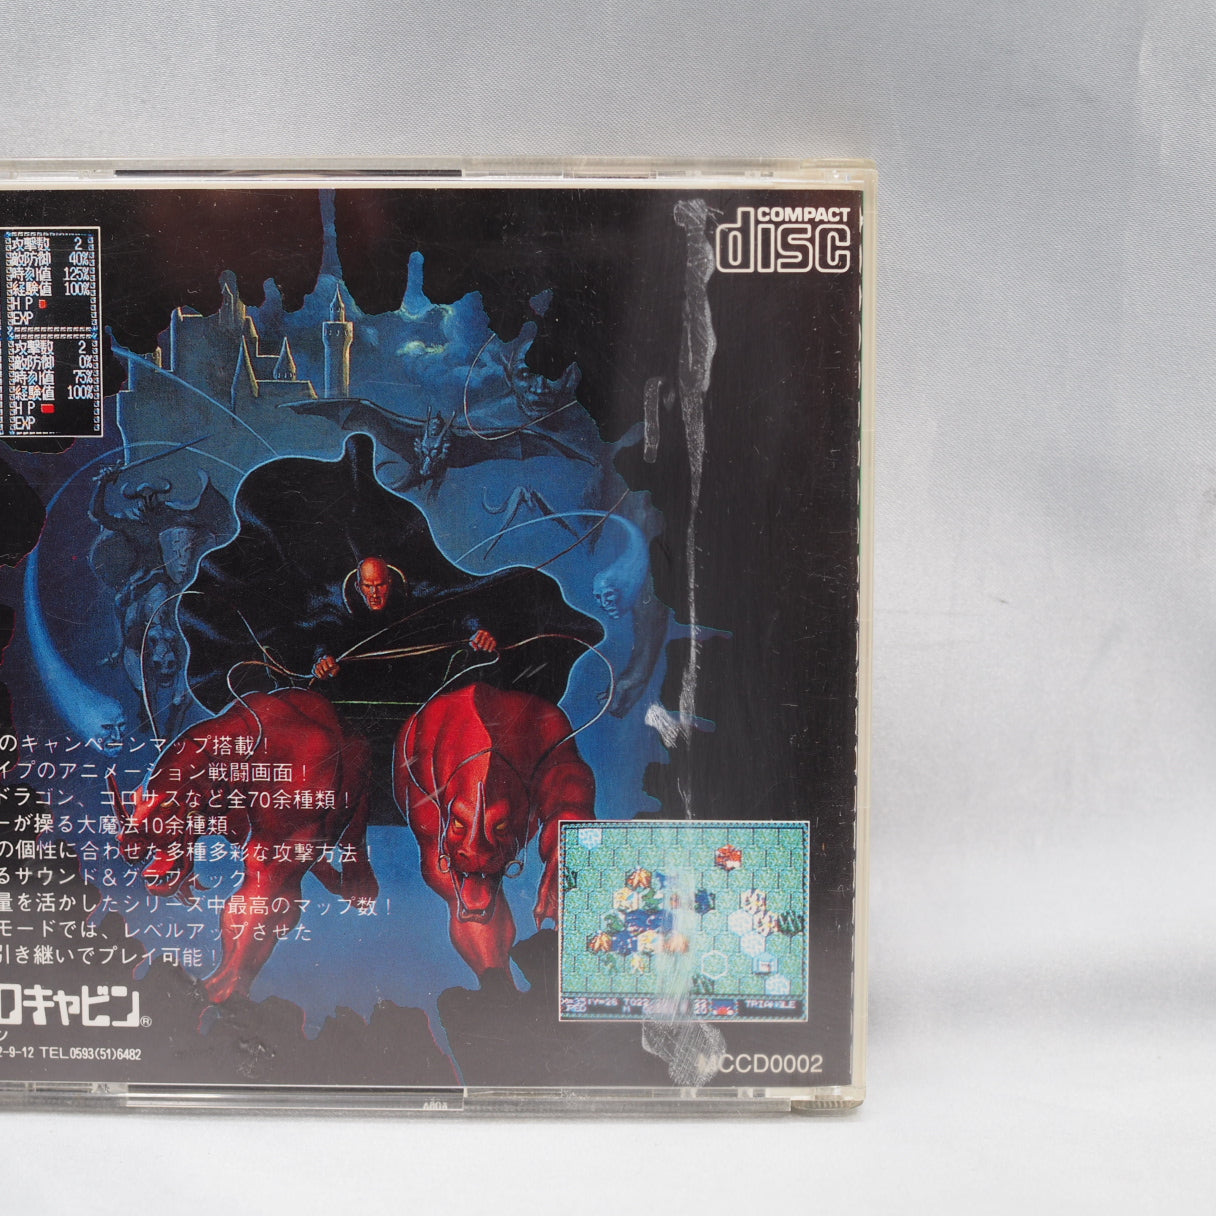 COMPACT
disc
攻撃数 2
敵防御 40%
時刻値 125%
経験値 100%
HP
EXP
攻撃数 2
敵防御 0%
時刻値 75%
経験値 100%
HP
EXP
のキャンペーンマップ搭載!
イプのアニメーション戦闘画面!
ドラゴン、コロサスなど全70余種類!
ーが操る大魔法10余種類、
の個性に合わせた多種多彩な攻撃方法!
るサウンド&グラフィック!
量を活かしたシリーズ中最高のマップ数!
モードでは、レベルアップさせた
引き継いでプレイ可能!
ロキャビン®
ン
2-9-12 TEL0593(51)6482
TRIANGLE
RED
MCCD0002